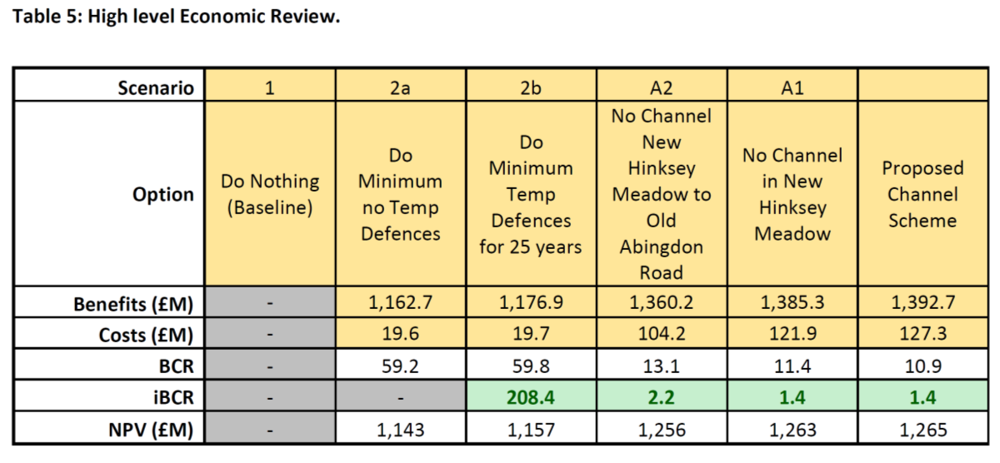 Table 5: High level Economic Review.
Scenario 1 2a 2b A2 A1
Option
Do Nothing
(Baseline)
Do
Minimum
no Temp
Defences
Do
Minimum
Temp
Defences
for 25 years
No Channel
New
Hinksey
Meadow to
Old
Abingdon
Road
No Channel
in New
Hinksey
Meadow
Proposed
Channel
Scheme
Benefits (£M) - 1,162.7 1,176.9 1,360.2 1,385.3 1,392.7
Costs (£M) - 19.6 19.7 104.2 121.9 127.3
BCR - 59.2 59.8 13.1 11.4 10.9
iBCR - - 208.4 2.2 1.4 1.4
NPV (£M) - 1,143 1,157 1,256 1,263 1,265